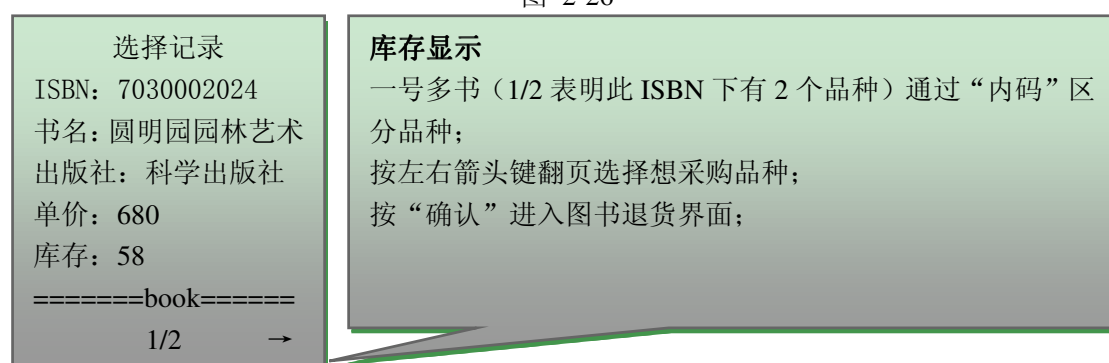 图 2-26
选择记录
ISBN：7030002024
书名：圆明园园林艺术
出版社：科学出版社
单价：680
库存：58
=======book======
1/2 →
库存显示
一号多书（1/2 表明此 ISBN 下有 2 个品种）通过“内码”区
分品种；
按左右箭头键翻页选择想采购品种；
按“确认”进入图书退货界面；